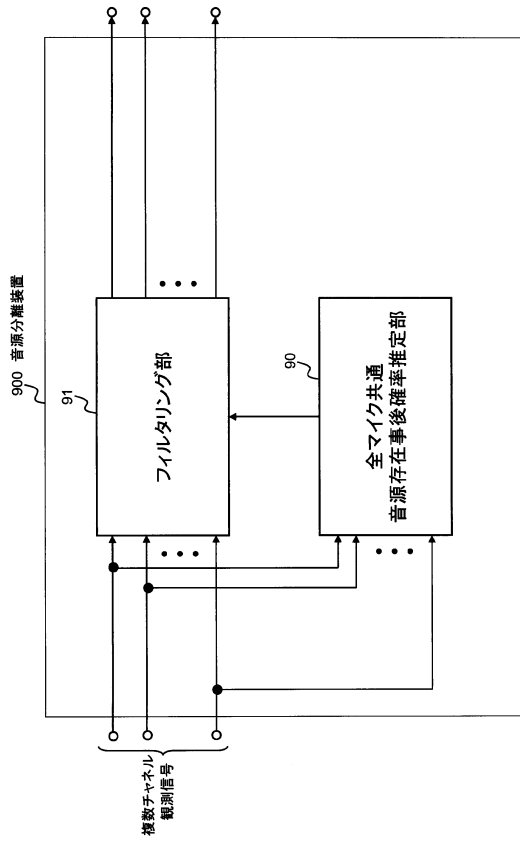 900 音源分離装置
91
フィルタリング部
90
全マイク共通
音源存在事後確率推定部
複数チャネル
観測信号